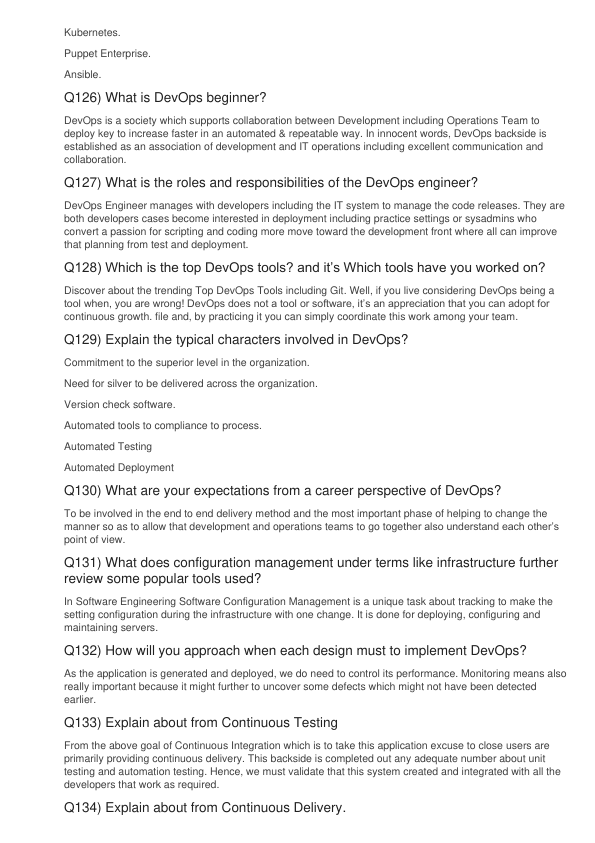 Kubernetes.
Puppet Enterprise.
Ansible.
Q126) What is DevOps beginner?
DevOps is a society which supports collaboration between Development including Operations Team to
deploy key to increase faster in an automated & repeatable way. In innocent words, DevOps backside is
established as an association of development and IT operations including excellent communication and
collaboration.
Q127) What is the roles and responsibilities of the DevOps engineer?
DevOps Engineer manages with developers including the IT system to manage the code releases. They are
both developers cases become interested in deployment including practice settings or sysadmins who
convert a passion for scripting and coding more move toward the development front where all can improve
that planning from test and deployment.
Q128) Which is the top DevOps tools? and it's Which tools have you worked on?
Discover about the trending Top DevOps Tools including Git. Well, if you live considering DevOps being a
tool when, you are wrong! DevOps does not a tool or software, it's an appreciation that you can adopt for
continuous growth. file and, by practicing it you can simply coordinate this work among your team.
Q129) Explain the typical characters involved in DevOps?
Commitment to the superior level in the organization.
Need for silver to be delivered across the organization.
Version check software.
Automated tools to compliance to process.
Automated Testing
Automated Deployment
Q130) What are your expectations from a career perspective of DevOps?
To be involved in the end to end delivery method and the most important phase of helping to change the
manner so as to allow that development and operations teams to go together also understand each other's
point of view.
Q131) What does configuration management under terms like infrastructure further
review some popular tools used?
In Software Engineering Software Configuration Management is a unique task about tracking to make the
setting configuration during the infrastructure with one change. It is done for deploying, configuring and
maintaining servers.
Q132) How will you approach when each design must to implement DevOps?
As the application is generated and deployed, we do need to control its performance. Monitoring means also
really important because it might further to uncover some defects which might not have been detected
earlier.
Q133) Explain about from Continuous Testing
From the above goal of Continuous Integration which is to take this application excuse to close users are
primarily providing continuous delivery. This backside is completed out any adequate number about unit
testing and automation testing. Hence, we must validate that this system created and integrated with all the
developers that work as required.
Q134) Explain about from Continuous Delivery.